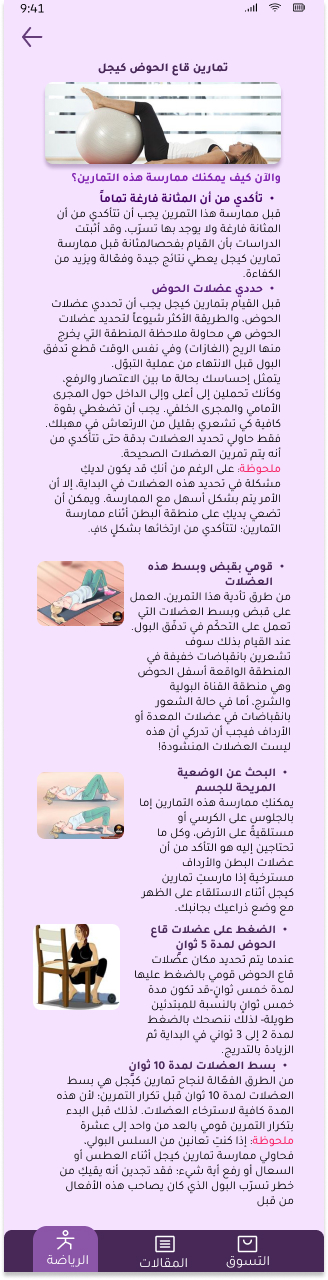 9:41
تمارين قاع الحوض كيجل
والآن كيف يمكنك ممارسة هذه التمارين؟
• تأكدي من أن المثانة فارغة تماماً
قبل ممارسة هذا التمرين يجب أن تتأكدي من أن
المثانة فارغة ولا يوجد بها تسرّب، وقد أثبتت
الدراسات بأن القيام بفحصالمثانة قبل ممارسة
تمارين كيجل يعطي نتائج جيدة وفعّالة ويزيد من
الكفاءة.
• حددي عضلات الحوض
قبل القيام بتمارين كيجل يجب أن تحددي عضلات
الحوض، والطريقة الأكثر شيوعاً لتحديد عضلات
الحوض هي محاولة ملاحظة المنطقة التي يخرج
منها الريح (الغازات) وفي نفس الوقت قطع تدفق
البول قبل الانتهاء من عملية التبوّل.
يتمثل إحساسك بحالة ما بين الاعتصار والرفع،
وكأنك تحملين إلى أعلى وإلى الداخل حول المجرى
الأمامي والمجرى الخلفي. يجب أن تضغطي بقوة
كافية كي تشعري بقليل من الارتعاش في مهبلك.
فقط حاولي تحديد العضلات بدقة حتى تتأكدي من
أنه يتم تمرين العضلات الصحيحة.
ملحوظة: على الرغم من أنكِ قد يكون لديكِ
مشكلة في تحديد هذه العضلات في البداية، إلا أن
الأمر يتم بشكل أسهل مع الممارسة. ويمكن أن
تضعي يديكِ على منطقة البطن أثناء ممارسة
التمارين؛ لتتأكدي من ارتخائها بشكلٍ كافٍ.
• قومي بقبض وبسط هذه
العضلات
من طرق تأدية هذا التمرين، العمل
على قبض وبسط العضلات التي
تعمل على التحكّم في تدفّق البول.
عند القيام بذلك سوف
تشعرين بانقباضات خفيفة في
المنطقة الواقعة أسفل الحوض
وهي منطقة القناة البولية
والشرج، أما في حالة الشعور
بانقباضات في عضلات المعدة أو
الأرداف فيجب أن تدركي أن هذه
ليست العضلات المنشودة!
• البحث عن الوضعية
المريحة للجسم
يمكنكِ ممارسة هذه التمارين إما
بالجلوس على الكرسي أو
مستلقيةً على الأرض، وكل ما
تحتاجين إليه هو التأكد من أن
عضلات البطن والأرداف
مسترخية إذا مارستِ تمارين
كيجل أثناء الاستلقاء على الظهر
مع وضع ذراعيك بجانبك.
• الضغط على عضلات قاع
الحوض لمدة 5 ثوانٍ
عندما يتم تحديد مكان عضلات
قاع الحوض قومي بالضغط عليها
لمدة خمس ثوانٍ-قد تكون مدة
خمس ثوانٍ بالنسبة للمبتدئين
طويلة- لذلك ننصحك بالضغط
لمدة 2 إلى 3 ثواني في البداية ثم
الزيادة بالتدريج.
• بسط العضلات لمدة 10 ثوانٍ
من الطرق الفعّالة لنجاح تمارين كيجل هي بسط
العضلات لمدة 10 ثوان قبل تكرار التمرين؛ لأن هذه
المدة كافية لاسترخاء العضلات. لذلك قبل البدء
بتكرار التمرين قومي بالعد من واحد إلى عشرة
ملحوظة: إذا كنتِ تعانين من السلس البولي،
فحاولي ممارسة تمارين كيجل أثناء العطس أو
السعال أو رفع أية شيء؛ فقد تجدين أنه يقيكِ من
خطر تسرّب البول الذي كان يصاحب هذه الأفعال
من قبل
التسوق
المقالات
الرياضة